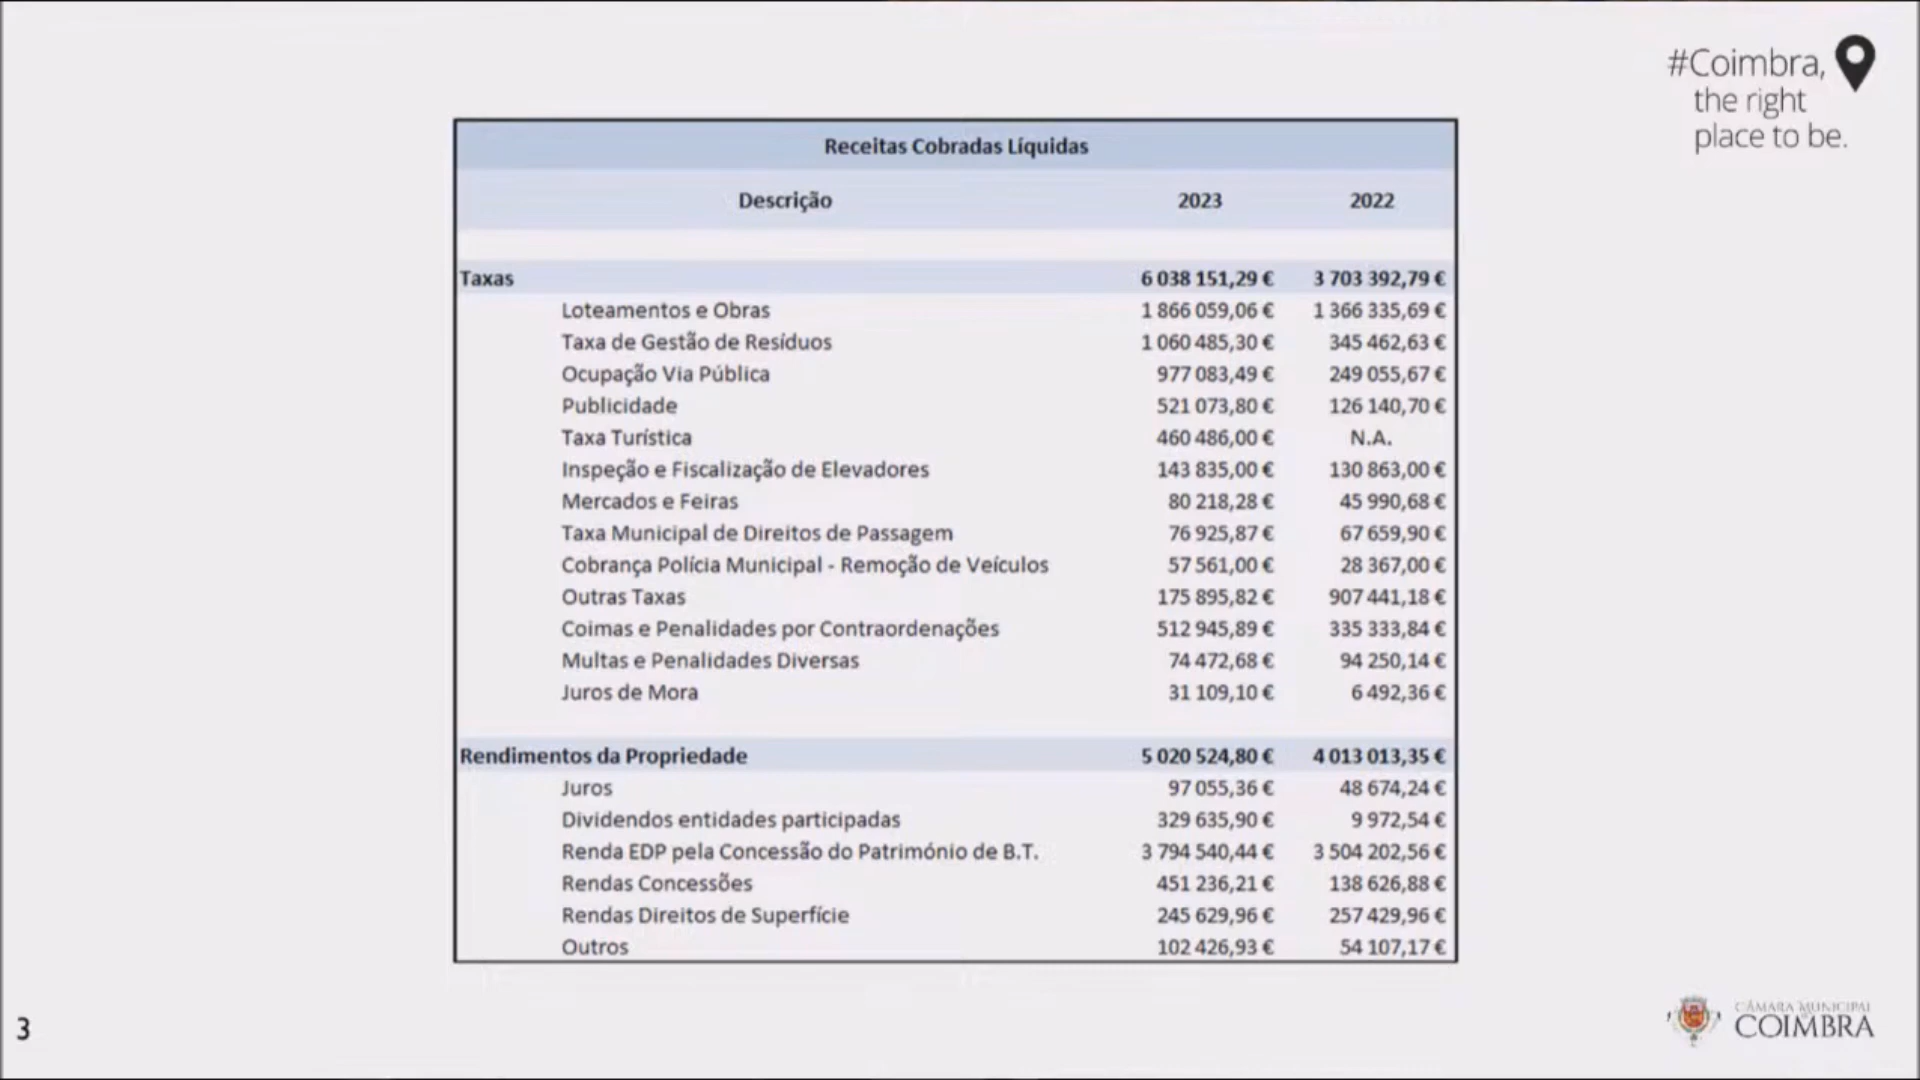 #Coimbra,
the right
place to be.
Receitas Cobradas Líquidas
Descrição 2023 2022
Taxas 6 038 151,29 € 3 703 392,79 €
Loteamentos e Obras 1 866 059,06 € 1 366 335,69 €
Taxa de Gestão de Resíduos 1 060 485,30 € 345 462,63 €
Ocupação Via Pública 977 083,49 € 249 055,67 €
Publicidade 521 073,80 € 126 140,70 €
Taxa Turística 460 486,00 € N.A.
Inspeção e Fiscalização de Elevadores 143 835,00 € 130 863,00 €
Mercados e Feiras 80 218,28 € 45 990,68 €
Taxa Municipal de Direitos de Passagem 76 925,87 € 67 659,90 €
Cobrança Polícia Municipal - Remoção de Veículos 57 561,00 € 28 367,00 €
Outras Taxas 175 895,82 € 907 441,18 €
Coimas e Penalidades por Contraordenações 512 945,89 € 335 333,84 €
Multas e Penalidades Diversas 74 472,68 € 94 250,14 €
Juros de Mora 31 109,10 € 6 492,36 €
Rendimentos da Propriedade 5 020 524,80 € 4 013 013,35 €
Juros 97 055,36 € 48 674,24 €
Dividendos entidades participadas 329 635,90 € 9 972,54 €
Renda EDP pela Concessão do Património de B.T. 3 794 540,44 € 3 504 202,56 €
Rendas Concessões 451 236,21 € 138 626,88 €
Rendas Direitos de Superfície 245 629,96 € 257 429,96 €
Outros 102 426,93 € 54 107,17 €
3
CÂMARA MUNICIPAL
COIMBRA